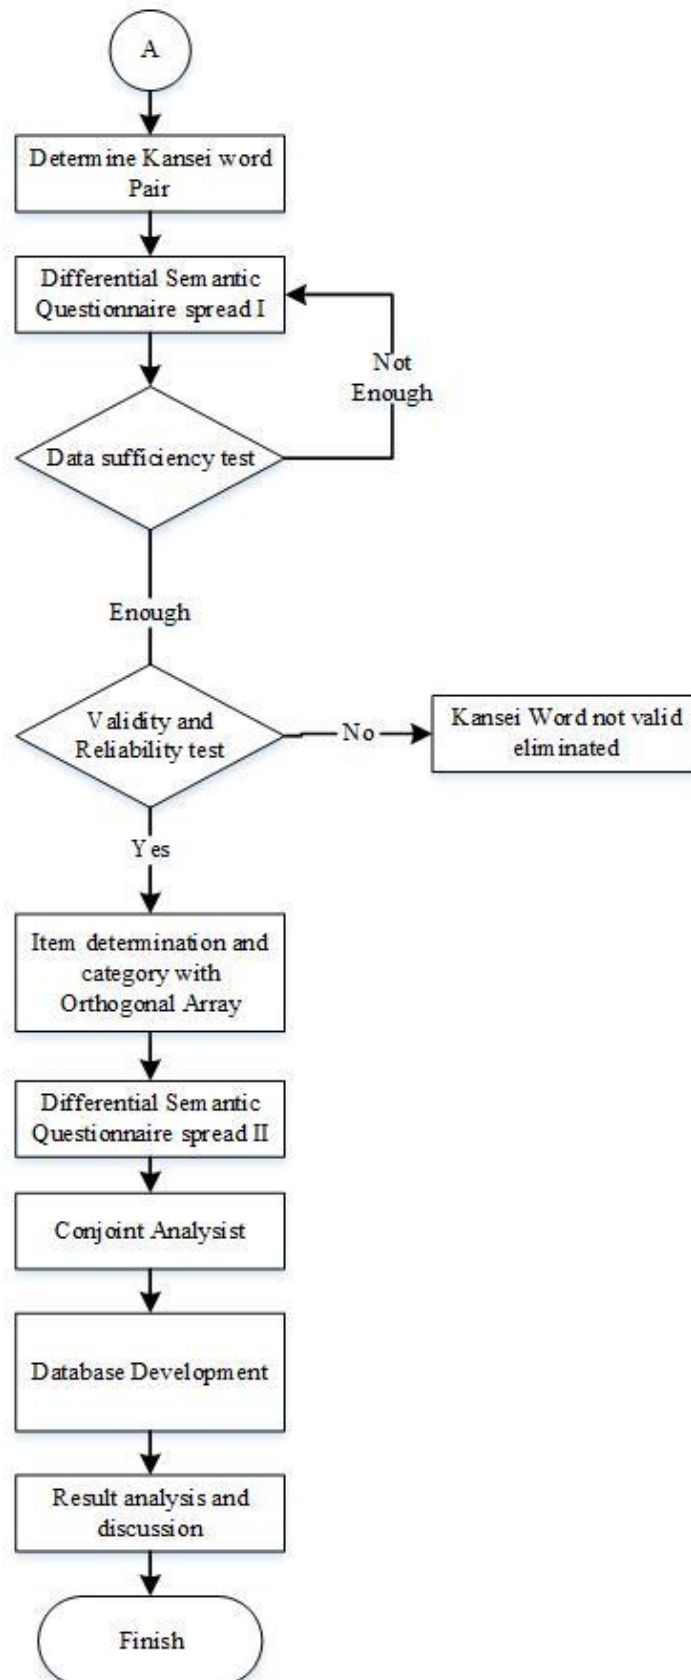 A
Determine Kansei word
Pair
Differential Semantic
Questionnaire spread I
Not
Enough
Data sufficiency test
Enough
Validity and
Reliability test
No
Kansei Word not valid
eliminated
Yes
Item determination and
category with
Orthogonal Array
Differential Semantic
Questionnaire spread II
Conjoint Analysist
Database Development
Result analysis and
discussion
Finish